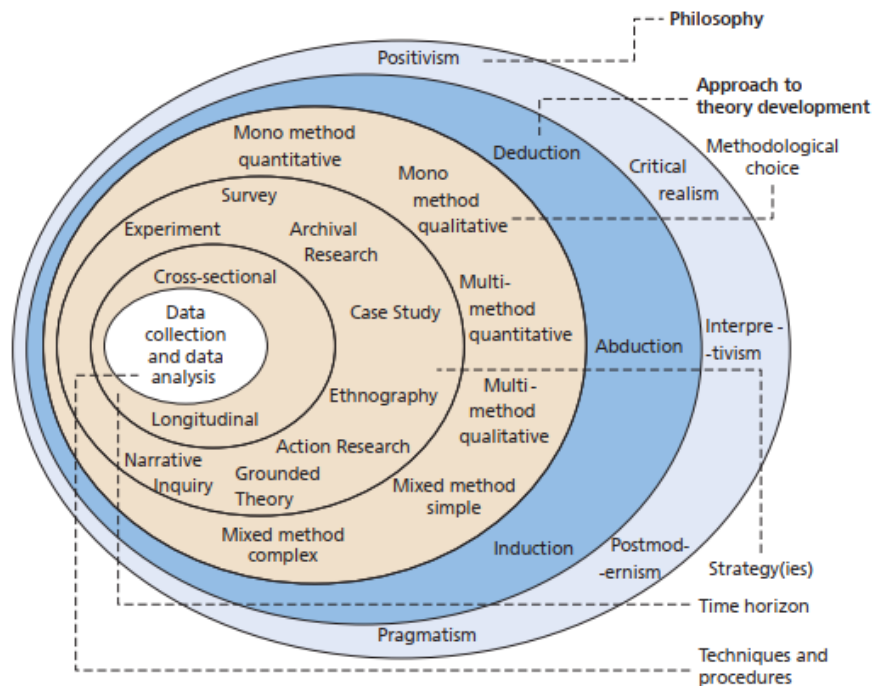 Philosophy
Positivism
Approach to
theory development
Mono method
quantitative
Deduction
Methodological
choice
Critical
realism
Mono
method
qualitative
Survey
Experiment
Archival
Research
Cross-sectional
Multi-
method
quantitative
Data
collection
and data
analysis
Case Study
Abduction
Interpre -
-tivism
Ethnography
Multi-
method
qualitative
Longitudinal
Action Research
Narrative
Inquiry
Grounded
Theory
Mixed method
simple
Mixed method
complex
Induction
Postmod-
-ernism
Strategy(ies)
Time horizon
Pragmatism
Techniques and
procedures